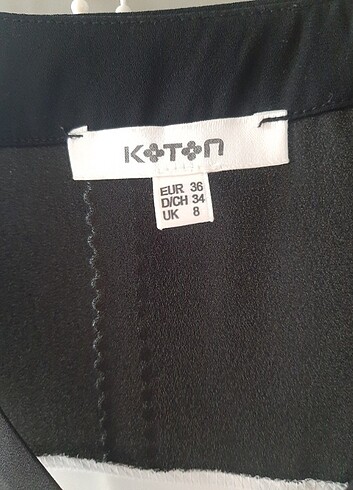 KOTON
EUR 36
D/CH 34
UK 8